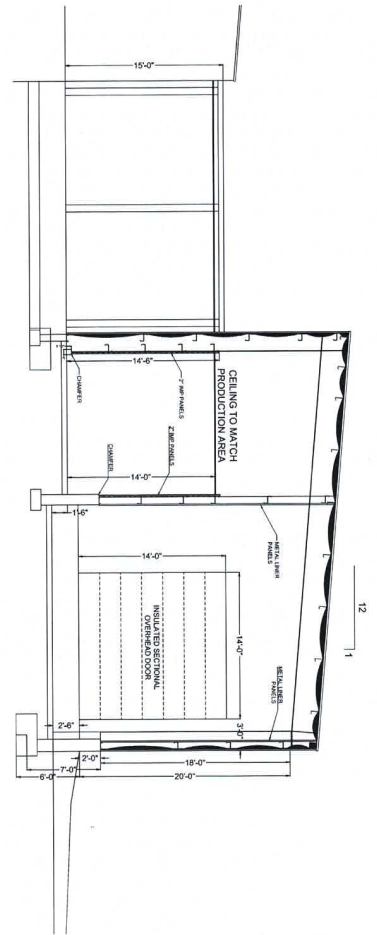 15'-0"
14'-6"
CHAMFER
2" IMP PANELS
CEILING TO MATCH
PRODUCTION AREA
2" IMP PANELS
CHAMFER
14'-0"
1'-6"
METAL LINER
PANELS
12
1
14'-0"
14'-0"
INSULATED SECTIONAL
OVERHEAD DOOR
METAL LINER
PANELS
3'-0"
2'-6"
2'-0"
18'-0"
7'-0"
6'-0"
20'-0"